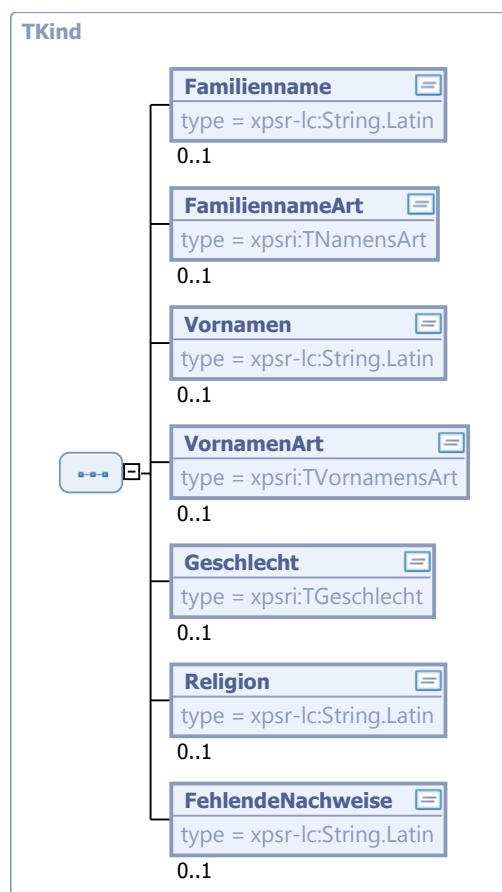 TKind
Familienname
type = xpsr-lc:String.Latin
0..1
FamiliennameArt
type = xpsri:TNamensArt
0..1
Vornamen
type = xpsr-lc:String.Latin
0..1
VornamenArt
type = xpsri:TVornamensArt
0..1
Geschlecht
type = xpsri:TGeschlecht
0..1
Religion
type = xpsr-lc:String.Latin
0..1
FehlendeNachweise
type = xpsr-lc:String.Latin
0..1